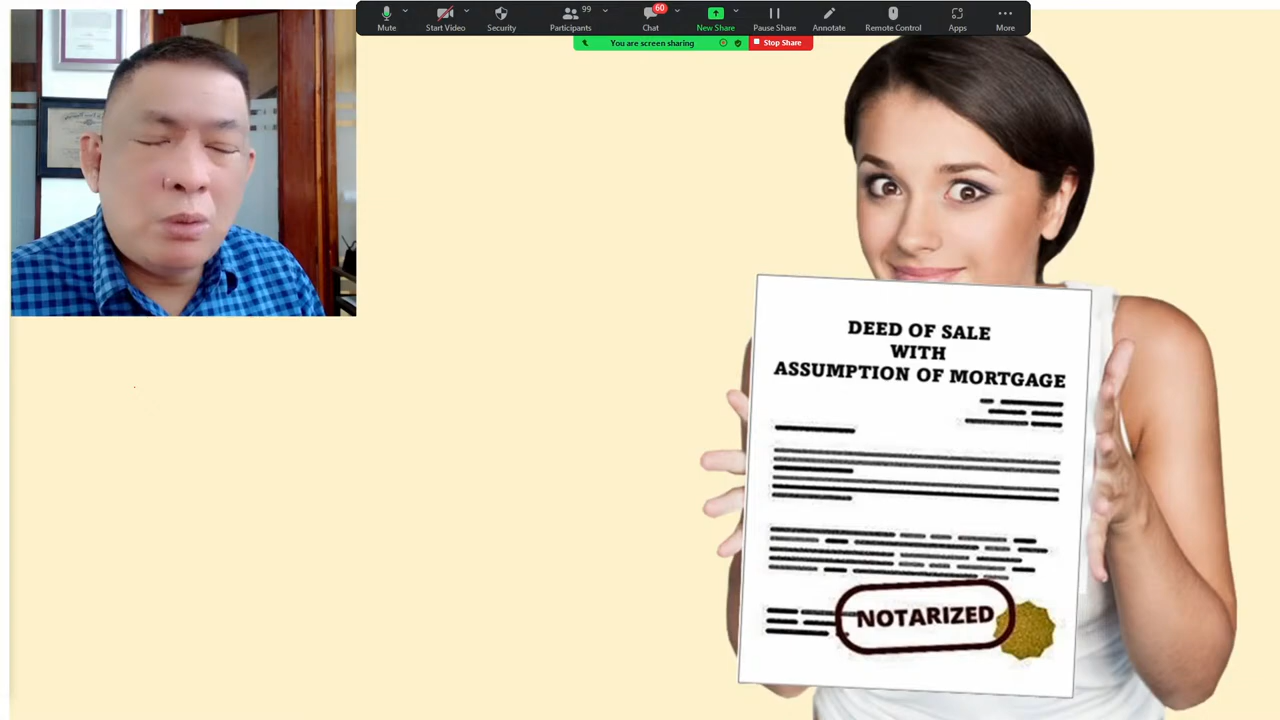 Mute
Start Video
Security
99
Participants
60
Chat
New Share
Pause Share
Annotate
Remote Control
Apps
More
You are screen sharing
Stop Share
DEED OF SALE
WITH
ASSUMPTION OF MORTGAGE
NOTARIZED